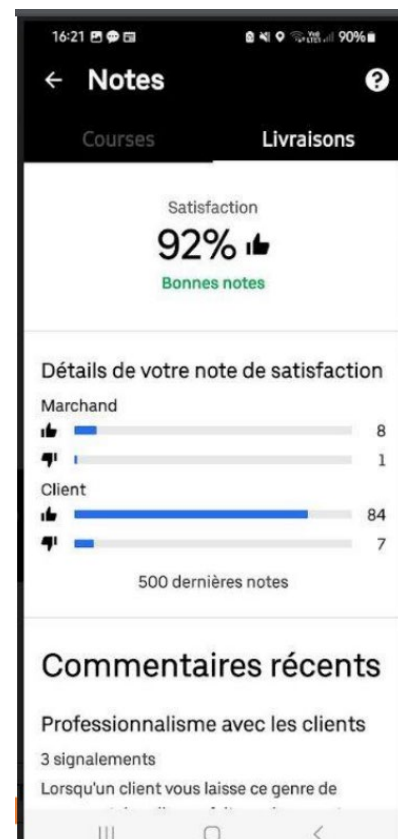 16:21 90%
Notes
Courses Livraisons
Satisfaction
92%
Bonnes notes
Détails de votre note de satisfaction
Marchand
8
1
Client
84
7
500 dernières notes
Commentaires récents
Professionnalisme avec les clients
3 signalements
Lorsqu'un client vous laisse ce genre de